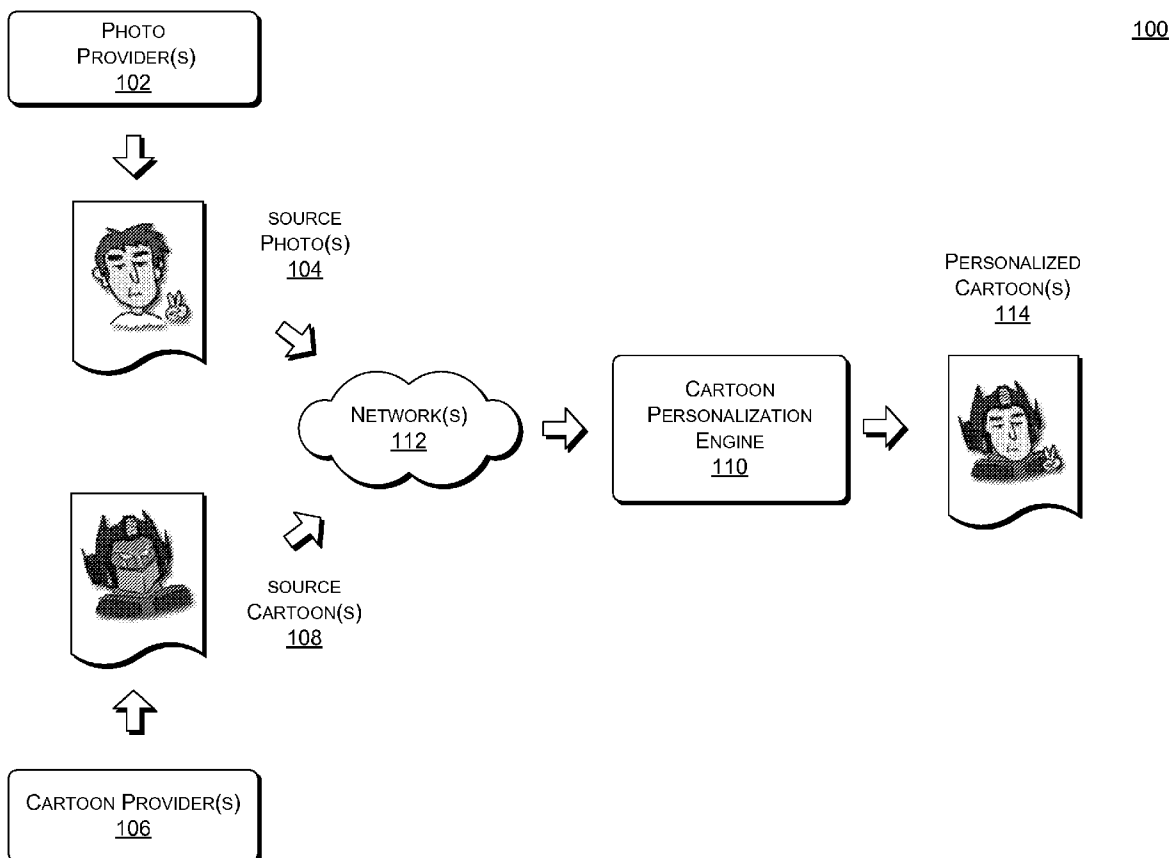 100
PHOTO
PROVIDER(S)
102
SOURCE
PHOTO(S)
104
PERSONALIZED
CARTOON(S)
114
NETWORK(S)
112
CARTOON
PERSONALIZATION
ENGINE
110
SOURCE
CARTOON(S)
108
CARTOON PROVIDER(S)
106